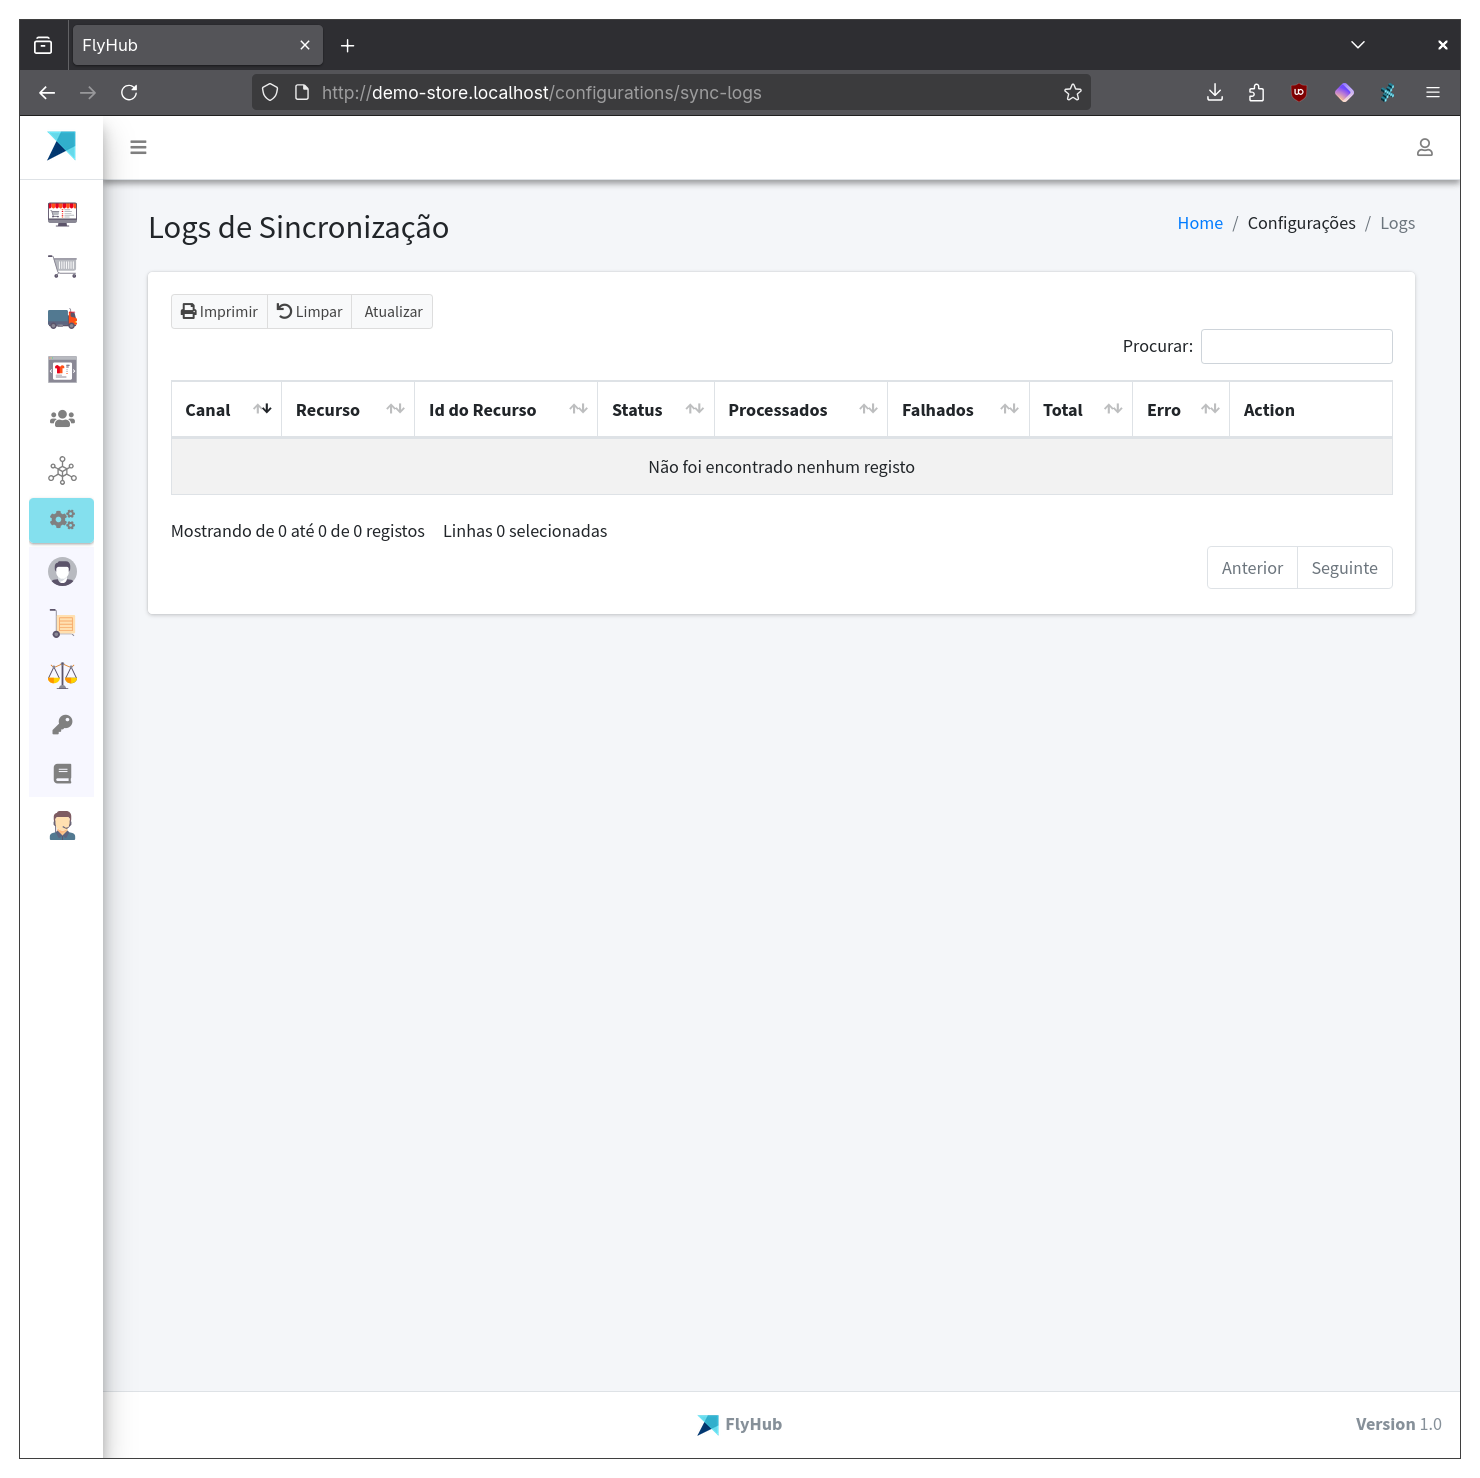 FlyHub
http://demo-store.localhost/configurations/sync-logs
Logs de Sincronização
Home / Configurações / Logs
Imprimir Limpar Atualizar
Procurar:
Canal Recurso Id do Recurso Status Processados Falhados Total Erro Action
Não foi encontrado nenhum registo
Mostrando de 0 até 0 de 0 registos Linhas 0 selecionadas
Anterior Seguinte
FlyHub
Version 1.0